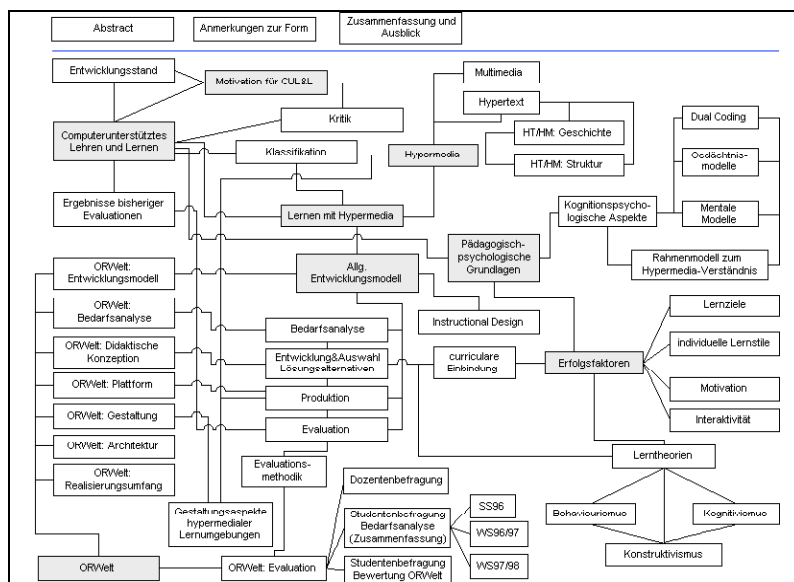 Abstract
Anmerkungen zur Form
Zusammenfassung und
Ausblick
Entwicklungsstand
Motivation für CUL&L
Multimedia
Hypertext
Kritik
Dual Coding
Computerunterstütztes
Lehren und Lernen
HT/HM: Geschichte
Klassifikation
Hypermedia
HT/HM: Struktur
Gedächtnis-
modelle
Ergebnisse bisheriger
Evaluationen
Lernen mit Hypermedia
Kognitionspsycho-
logische Aspekte
Mentale
Modelle
Pädagogisch-
psychologische
Grundlagen
Rahmenmodell zum
Hypermedia-Verständnis
ORWelt:
Entwicklungsmodell
Allg.
Entwicklungsmodell
ORWelt:
Bedarfsanalyse
Bedarfsanalyse
Instructional Design
Lernziele
ORWelt: Didaktische
Konzeption
Entwicklung&Auswahl
Lösungsalternativen
curriculare
Einbindung
Erfolgsfaktoren
individuelle Lernstile
ORWelt: Plattform
Produktion
Motivation
ORWelt: Gestaltung
Evaluation
Interaktivität
ORWelt: Architektur
Evaluations-
methodik
Lerntheorien
ORWelt:
Realisierungsumfang
Dozentenbefragung
Gestaltungsaspekte
hypermedialer
Lernumgebungen
Studentenbefragung
Bedarfsanalyse
(Zusammenfassung)
SS96
WS96/97
WS97/98
Behaviourismus
Kognitivismus
Konstruktivismus
ORWelt
ORWelt: Evaluation
Studentenbefragung
Bewertung ORWelt